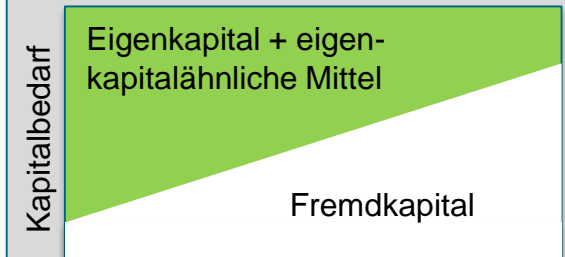 Kapitalbedarf
Eigenkapital + eigen-
kapitalähnliche Mittel
Fremdkapital